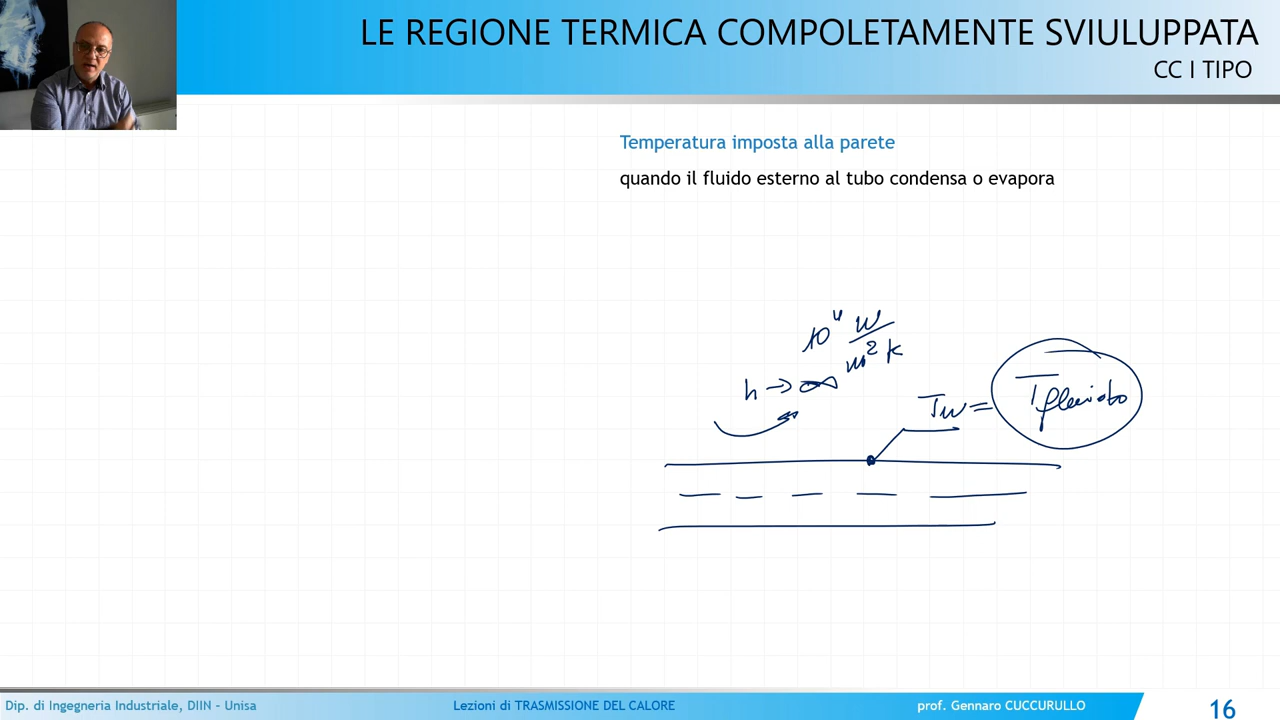 LE REGIONE TERMICA COMPOLETAMENTE SVIULUPPATA
CC I TIPO
Temperatura imposta alla parete
quando il fluido esterno al tubo condensa o evapora
10⁴ W/m² K
h → ∞
Tw = T fluido
Dip. di Ingegneria Industriale, DIIN – Unisa
Lezioni di TRASMISSIONE DEL CALORE
prof. Gennaro CUCCURULLO
16